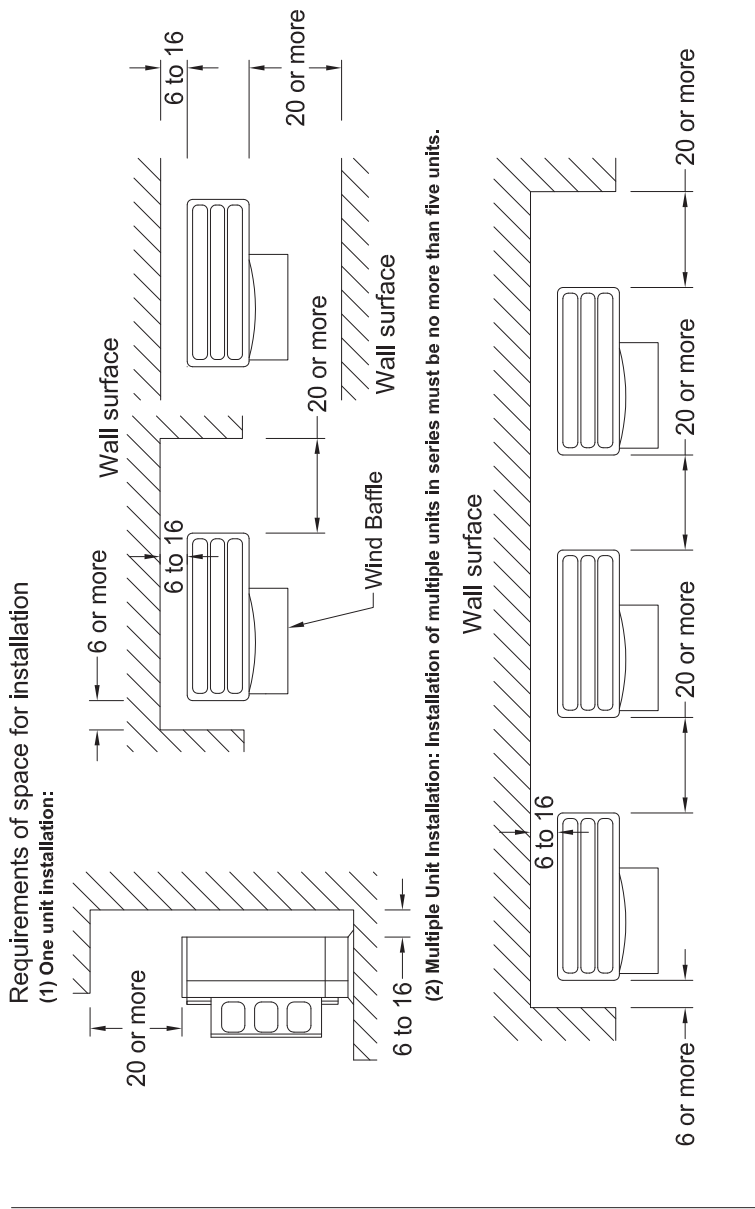 Requirements of space for installation
(1) One unit installation:
20 or more
6 to 16
6 or more
Wall surface
6 to 16
20 or more
Wind Baffle
6 to 16
20 or more
Wall surface
(2) Multiple Unit Installation: Installation of multiple units in series must be no more than five units.
Wall surface
6 to 16
6 or more
20 or more
20 or more
20 or more